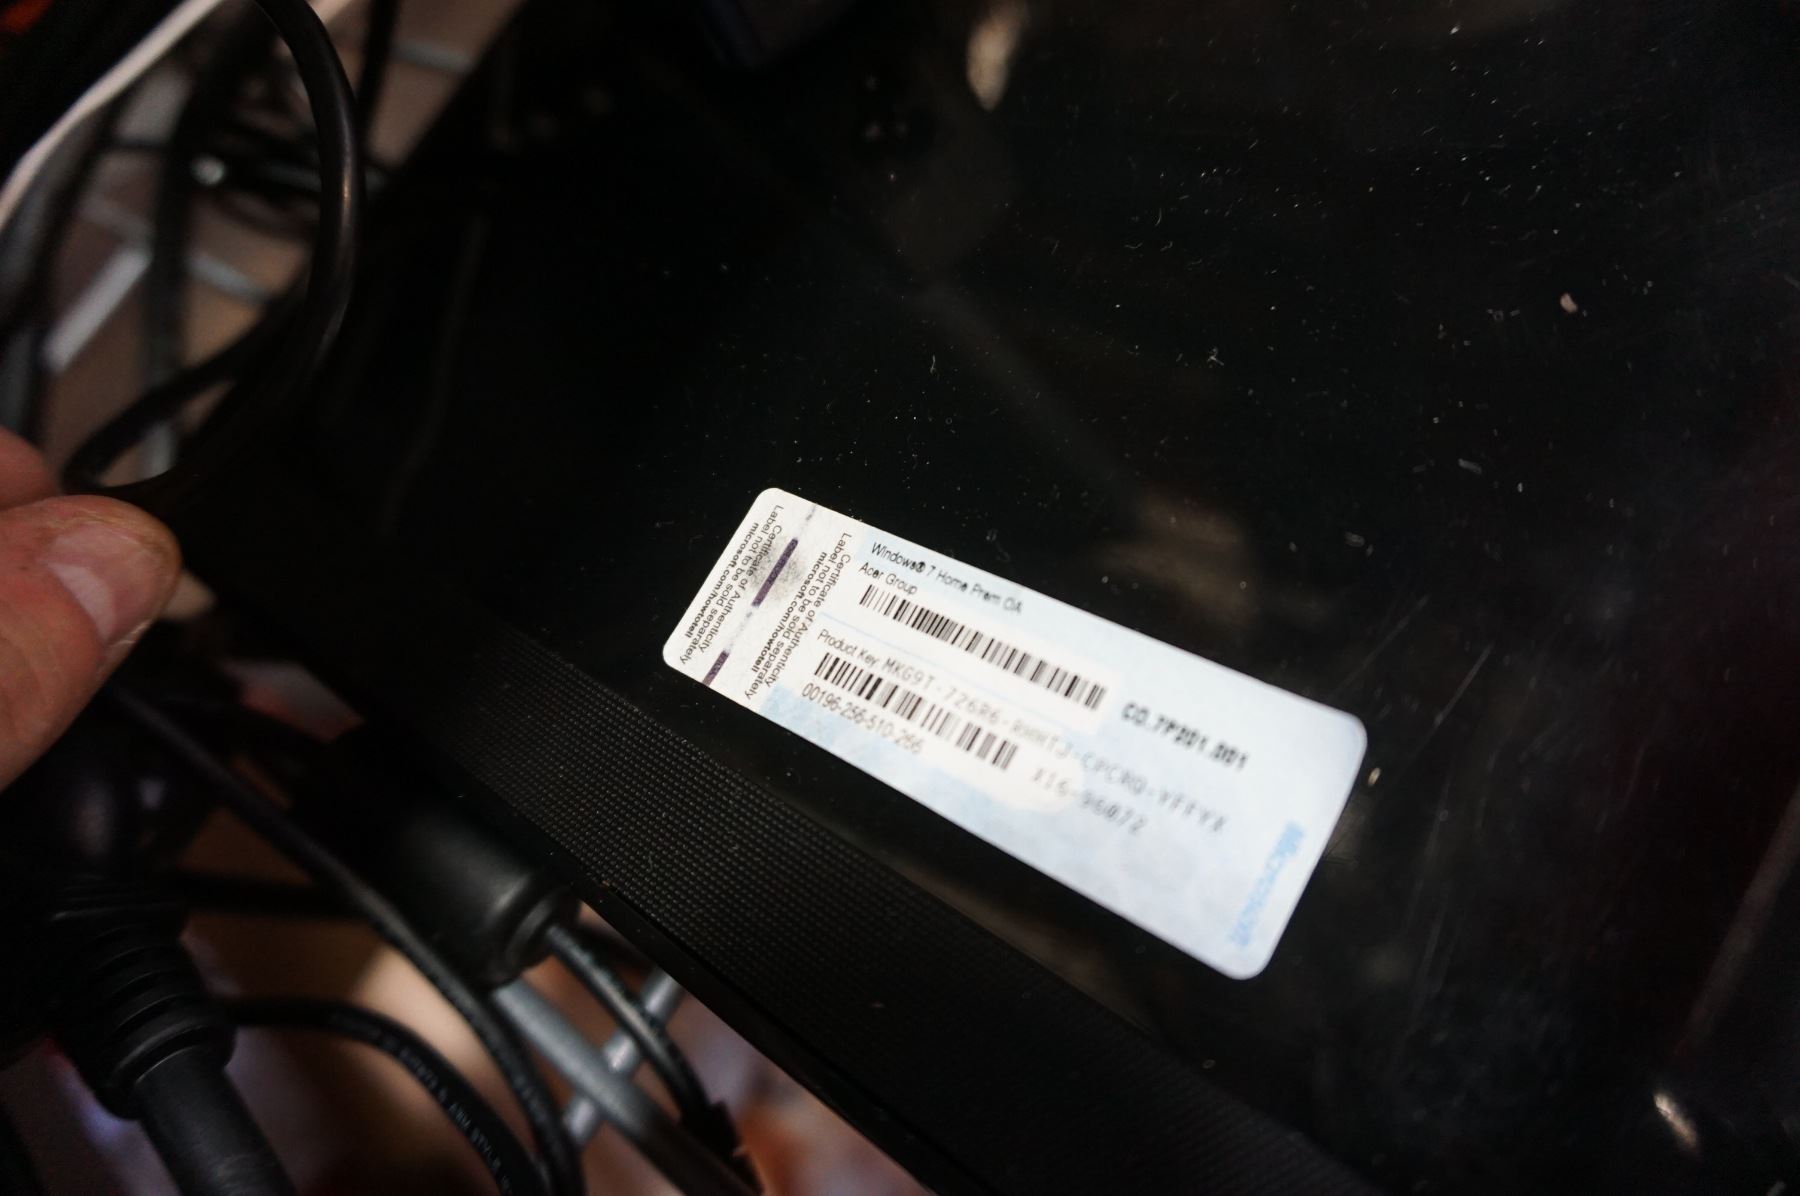 Certificate of Authenticity
Label not to be sold separately
microsoft.com/howtotell
Certificate of Authenticity
Label not to be sold separately
microsoft.com/howtotell
Windows® 7 Home Prem OA
Acer Group
CO.7P201.001
Product Key:
00196-256-510-256
X16-96072
Microsoft